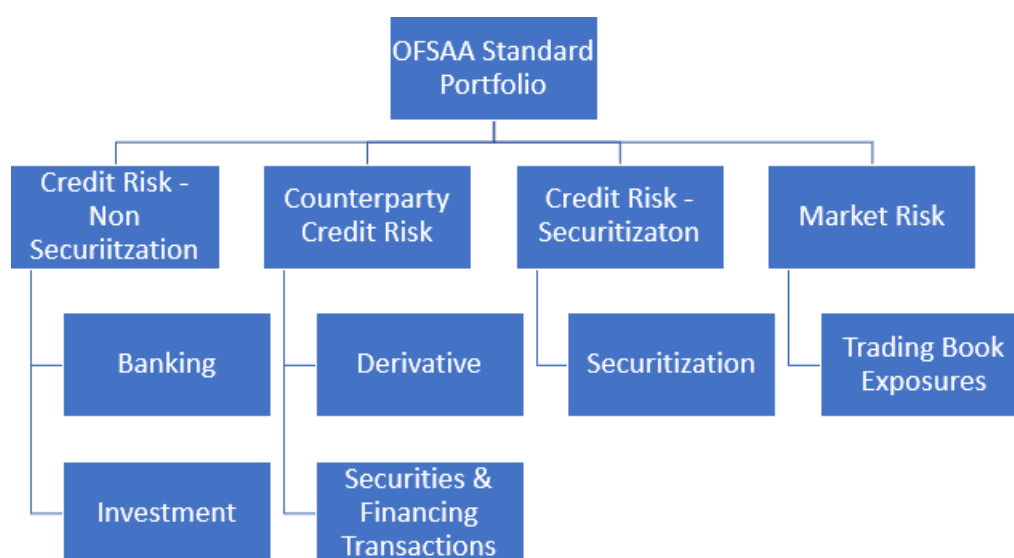 OFSAA Standard
Portfolio
Credit Risk -
Non
Securiitzation
Counterparty
Credit Risk
Credit Risk -
Securitizaton
Market Risk
Banking
Derivative
Securitization
Trading Book
Exposures
Investment
Securities &
Financing
Transactions